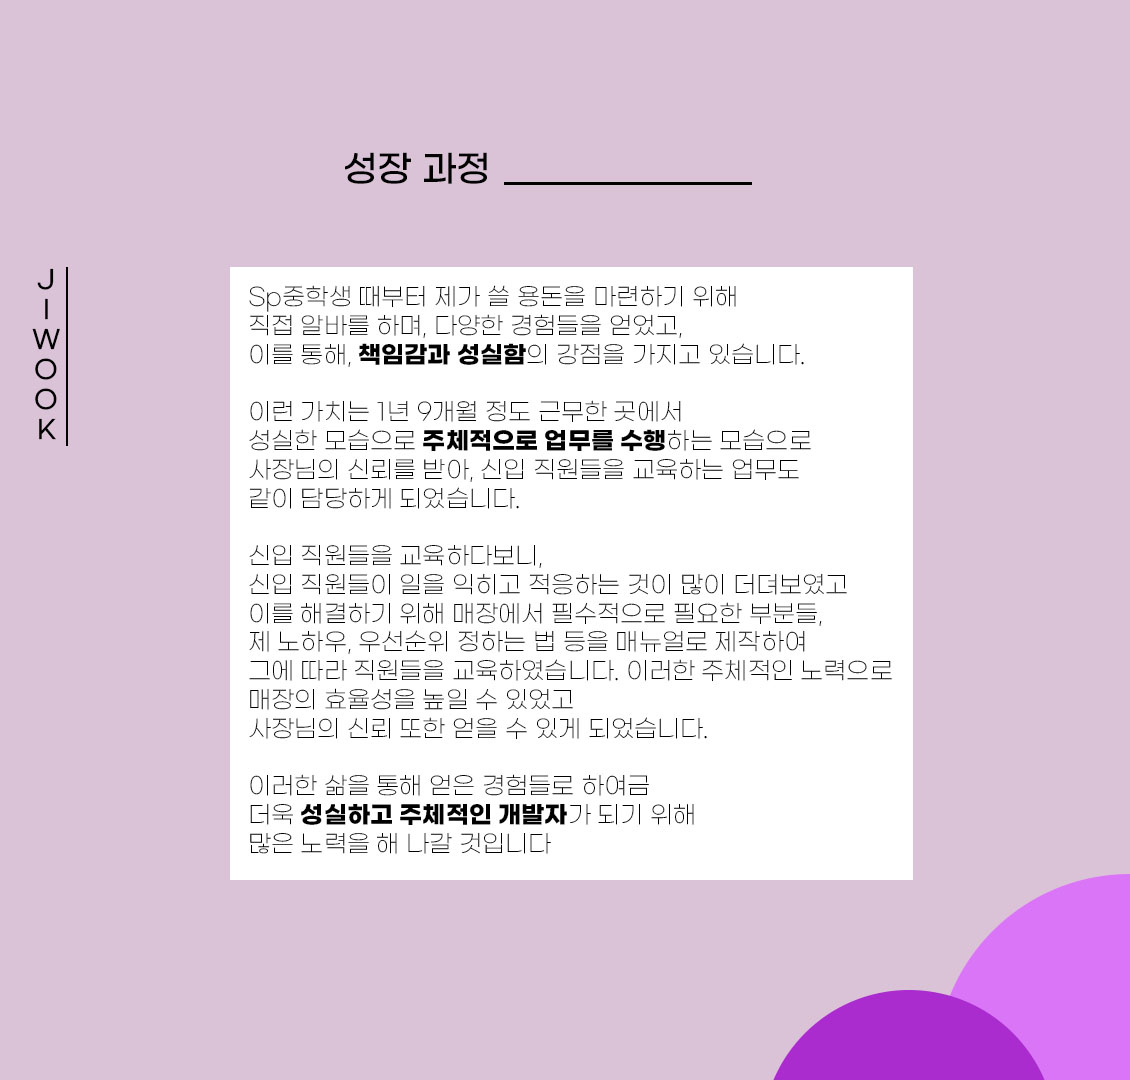 성장 과정
JIWOOK
Sp중학생 때부터 제가 쓸 용돈을 마련하기 위해
직접 알바를 하며, 다양한 경험들을 얻었고,
이를 통해, 책임감과 성실함의 강점을 가지고 있습니다.
이런 가치는 1년 9개월 정도 근무한 곳에서
성실한 모습으로 주체적으로 업무를 수행하는 모습으로
사장님의 신뢰를 받아, 신입 직원들을 교육하는 업무도
같이 담당하게 되었습니다.
신입 직원들을 교육하다보니,
신입 직원들이 일을 익히고 적응하는 것이 많이 더뎌보였고
이를 해결하기 위해 매장에서 필수적으로 필요한 부분들,
제 노하우, 우선순위 정하는 법 등을 매뉴얼로 제작하여
그에 따라 직원들을 교육하였습니다. 이러한 주체적인 노력으로
매장의 효율성을 높일 수 있었고
사장님의 신뢰 또한 얻을 수 있게 되었습니다.
이러한 삶을 통해 얻은 경험들로 하여금
더욱 성실하고 주체적인 개발자가 되기 위해
많은 노력을 해 나갈 것입니다